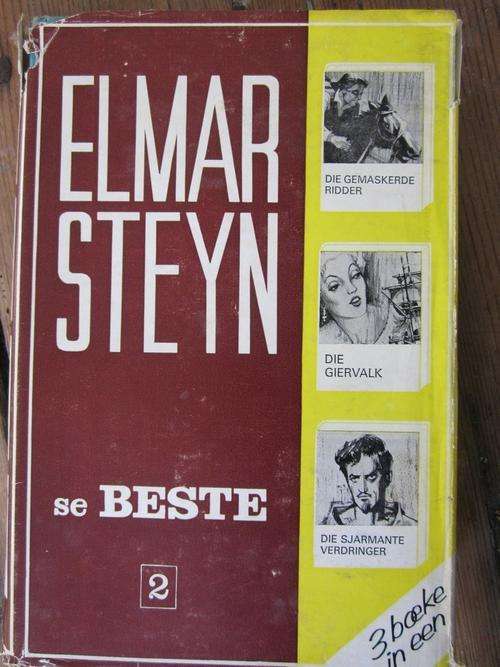 ELMAR
STEYN
se BESTE
2
DIE GEMASKERDE
RIDDER
DIE
GIERVALK
DIE SJARMANTE
VERDRINGER
3 boeke
in een